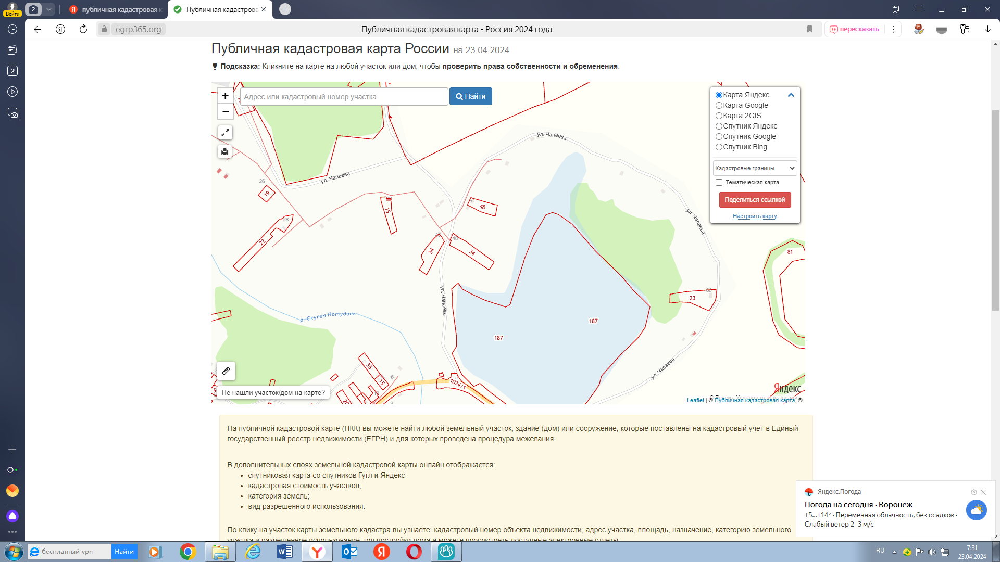 Войти
2
публичная кадастровая к
Публичная кадастрова
egrp365.org
Публичная кадастровая карта - Россия 2024 года
пересказать
2
Публичная кадастровая карта России на 23.04.2024
Подсказка: Кликните на карте на любой участок или дом, чтобы проверить права собственности и обременения.
+
Адрес или кадастровый номер участка
Найти
−
Карта Яндекс
Карта Google
Карта 2GIS
Спутник Яндекс
Спутник Google
Спутник Bing
Кадастровые границы
Тематическая карта
Поделиться ссылкой
Настроить карту
ул. Чапаева
ул. Чапаева
26
19
15
51
48
ул. Чапаева
28
22
46
48
34
34
81
66
23
ул. Чапаева
р. Скупая Потудань
187
187
35
15
6
ул. Чапаева
1074/1
5
20
12
3
Яндекс
Не нашли участок/дом на карте?
© Яндекс Условия использования
Leaflet | © Публичная кадастровая карта, ©
На публичной кадастровой карте (ПКК) вы можете найти любой земельный участок, здание (дом) или сооружение, которые поставлены на кадастровый учёт в Единый
государственный реестр недвижимости (ЕГРН) и для которых проведена процедура межевания.
В дополнительных слоях земельной кадастровой карты онлайн отображается:
• спутниковая карта со спутников Гугл и Яндекс
• кадастровая стоимость участков;
• категория земель;
• вид разрешенного использования.
По клику на участок карты земельного кадастра вы узнаете: кадастровый номер объекта недвижимости, адрес участка, площадь, назначение, категорию земельного
участка и разрешенное использование, год постройки дома и можете просмотреть доступные электронные отчеты.
Яндекс.Погода
Погода на сегодня · Воронеж
+5...+14° · Переменная облачность, без осадков ·
Слабый ветер 2–3 м/с
бесплатный vpn
Найти
RU
7:31
23.04.2024